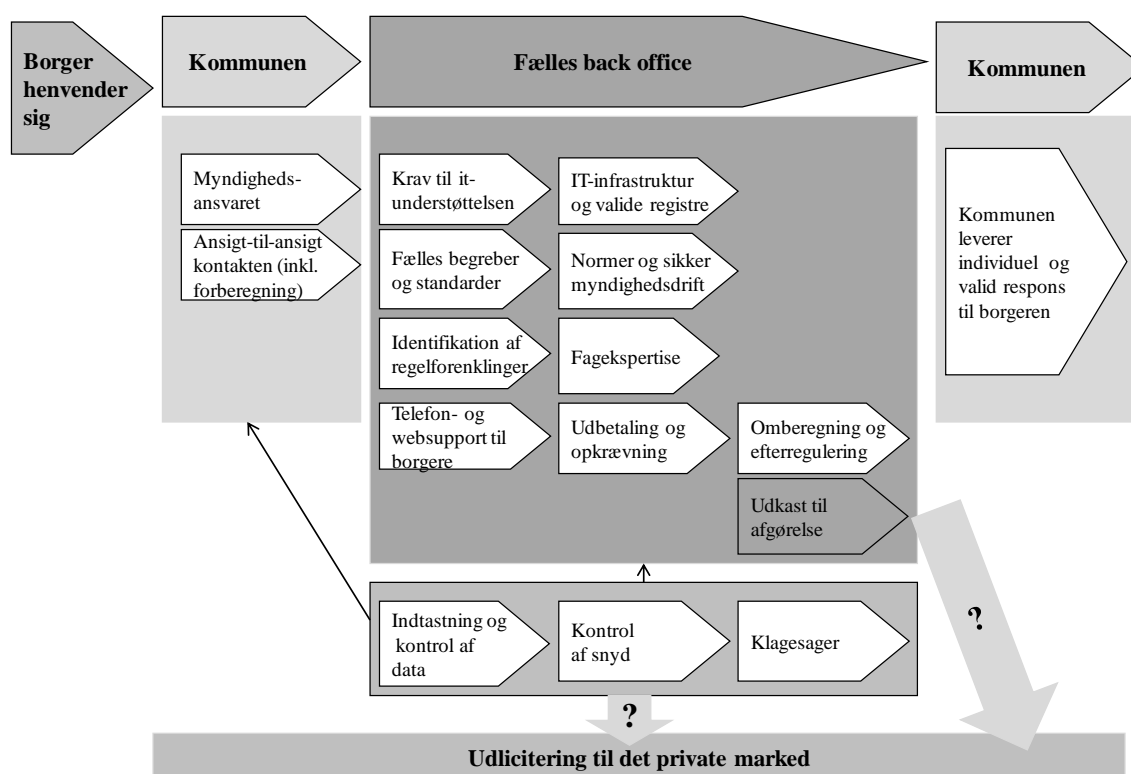 Borger
henvender
sig
Kommunen
Fælles back office
Kommunen
Myndigheds-
ansvaret
Ansigt-til-ansigt
kontakten (inkl.
forberegning)
Krav til it-
understøttelsen
IT-infrastruktur
og valide registre
Fælles begreber
og standarder
Normer og sikker
myndighedsdrift
Identifikation af
regelforenklinger
Fagekspertise
Telefon- og
websupport til
borgere
Udbetaling og
opkrævning
Omberegning og
efterregulering
Udkast til
afgørelse
Kommunen
leverer
individuel og
valid respons
til borgeren
Indtastning og
kontrol af
data
Kontrol
af snyd
Klagesager
?
?
Udlicitering til det private marked